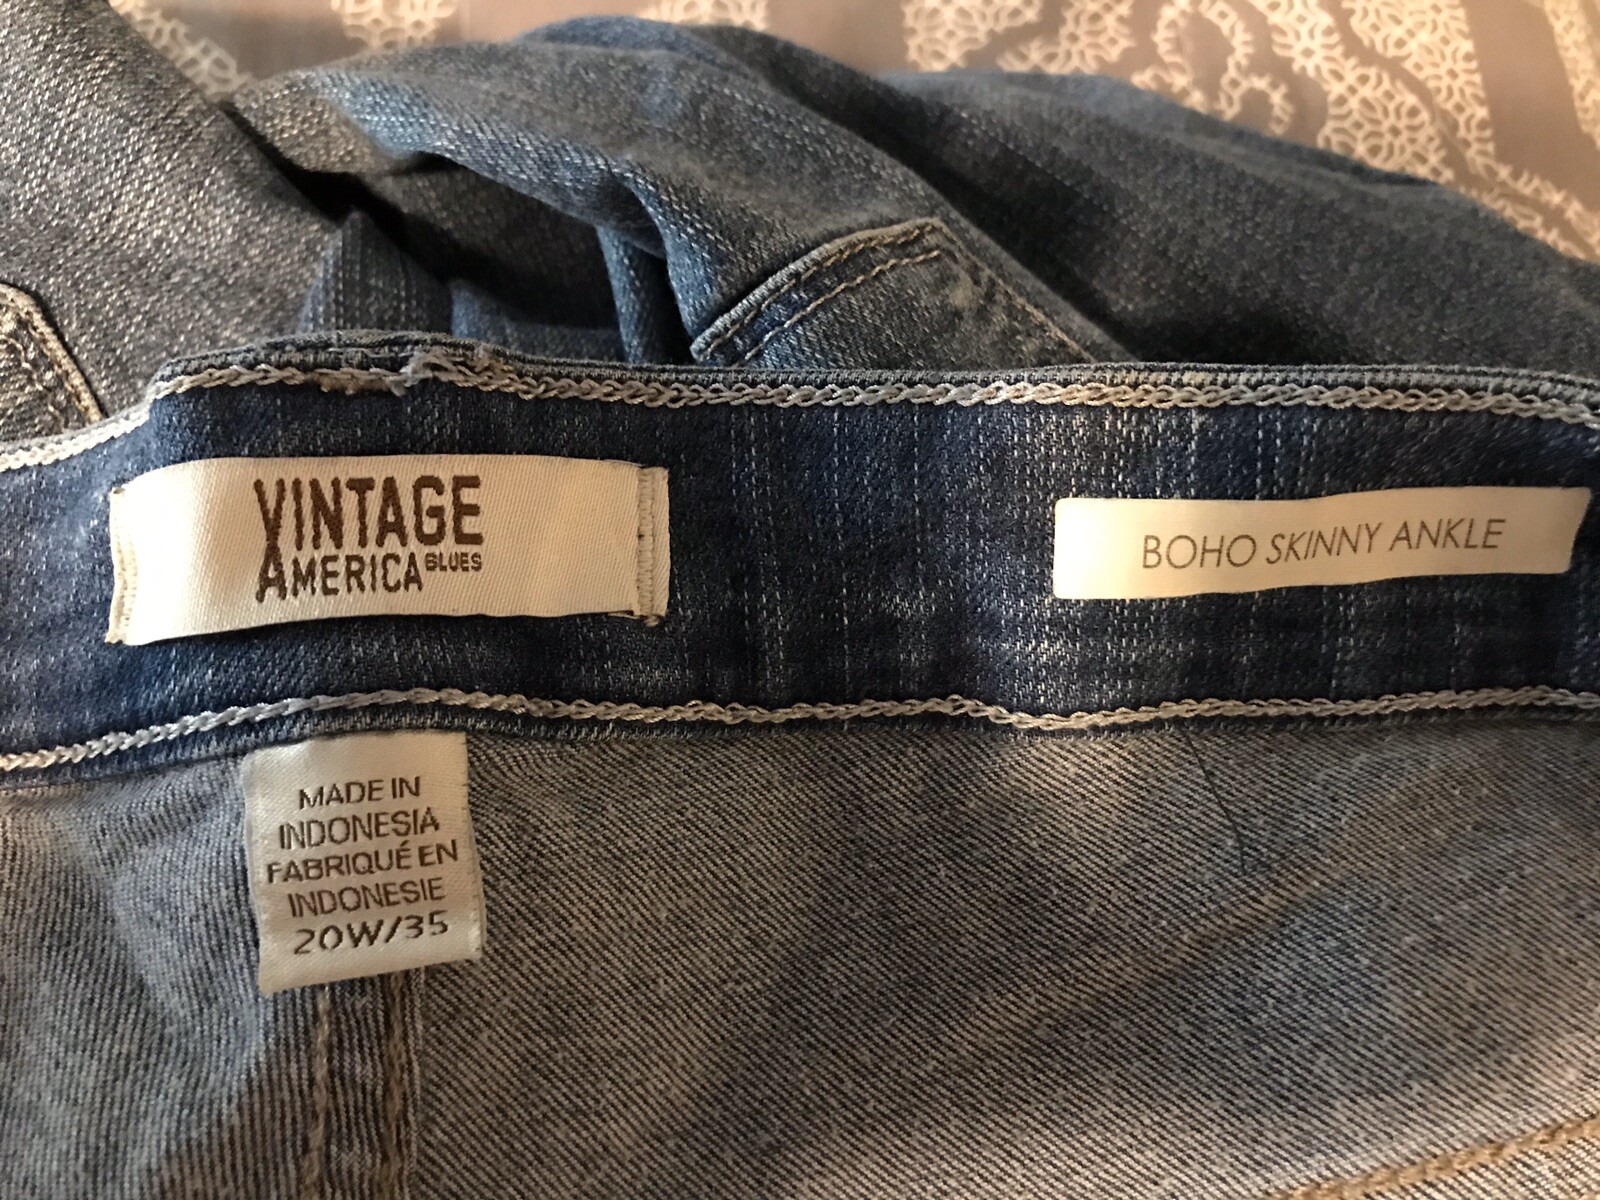 VINTAGE
AMERICA BLUES
BOHO SKINNY ANKLE
MADE IN
INDONESIA
FABRIQUÉ EN
INDONESIE
20W/35